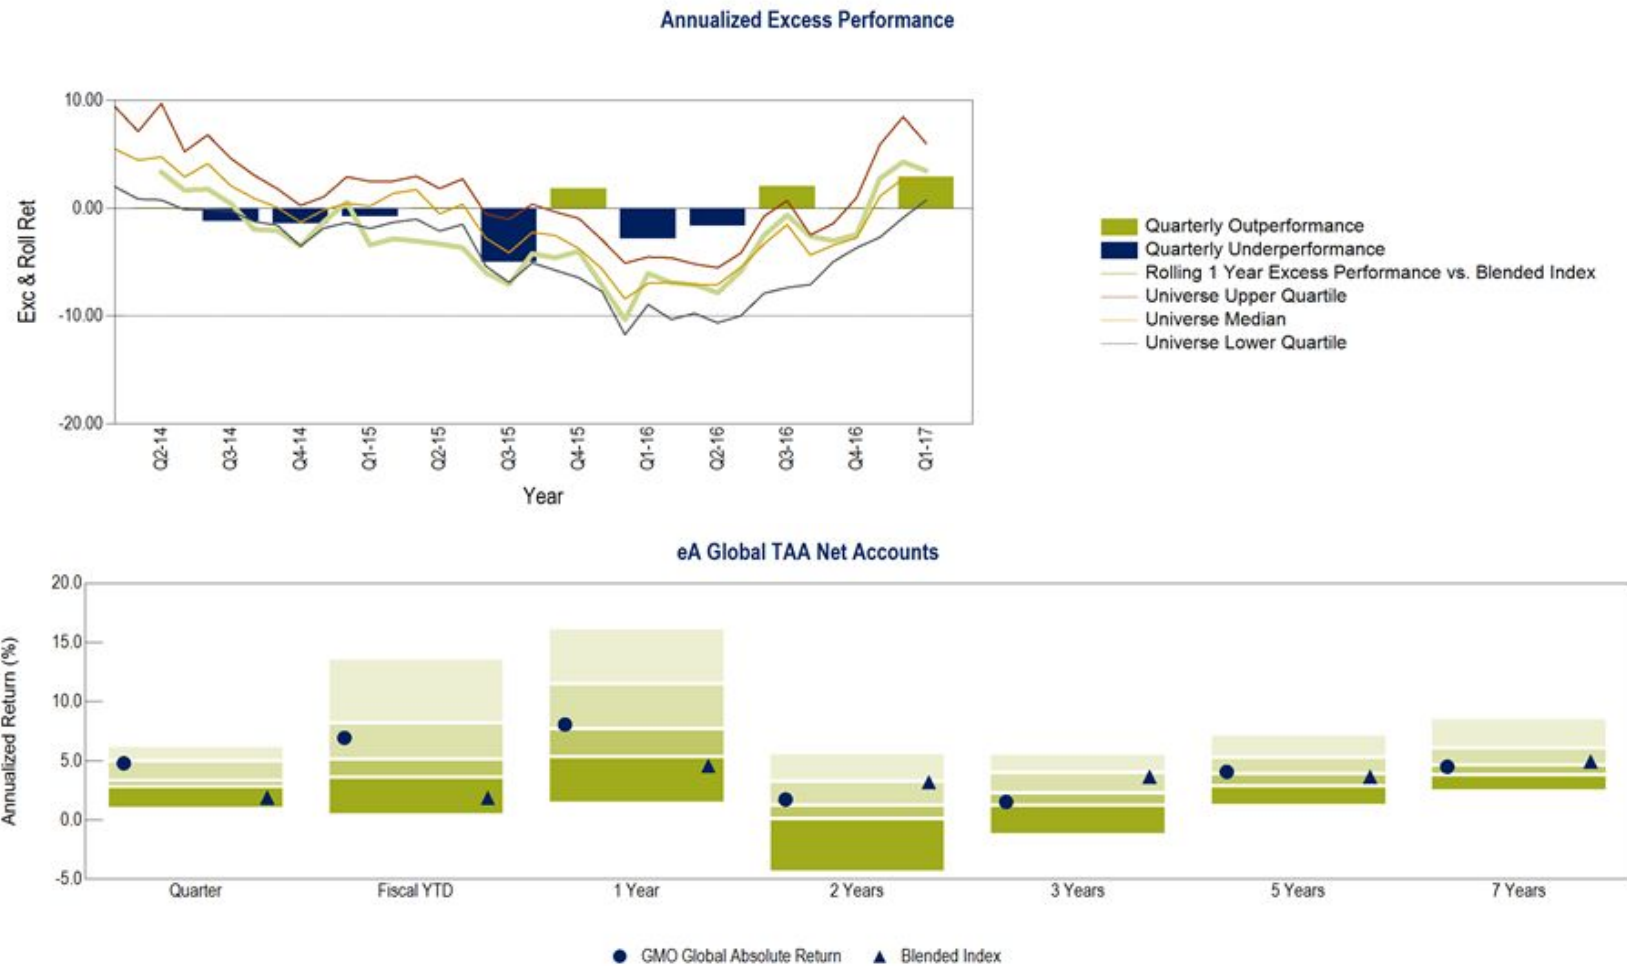 Annualized Excess Performance
10.00
0.00
-10.00
-20.00
Exc & Roll Ret
Q2-14
Q3-14
Q4-14
Q1-15
Q2-15
Q3-15
Q4-15
Q1-16
Q2-16
Q3-16
Q4-16
Q1-17
Year
Quarterly Outperformance
Quarterly Underperformance
Rolling 1 Year Excess Performance vs. Blended Index
Universe Upper Quartile
Universe Median
Universe Lower Quartile
eA Global TAA Net Accounts
20.0
15.0
10.0
5.0
0.0
-5.0
Annualized Return (%)
Quarter
Fiscal YTD
1 Year
2 Years
3 Years
5 Years
7 Years
GMO Global Absolute Return
Blended Index